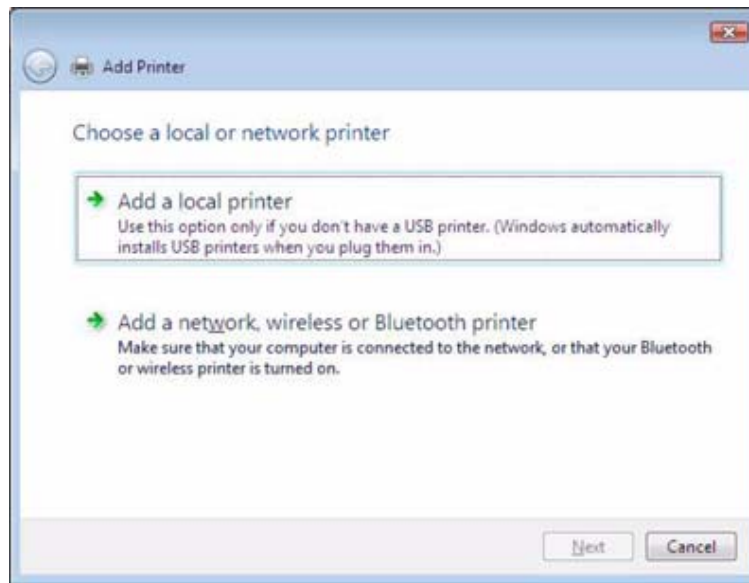 Add Printer
Choose a local or network printer
Add a local printer
Use this option only if you don't have a USB printer. (Windows automatically
installs USB printers when you plug them in.)
Add a network, wireless or Bluetooth printer
Make sure that your computer is connected to the network, or that your Bluetooth
or wireless printer is turned on.
Next Cancel